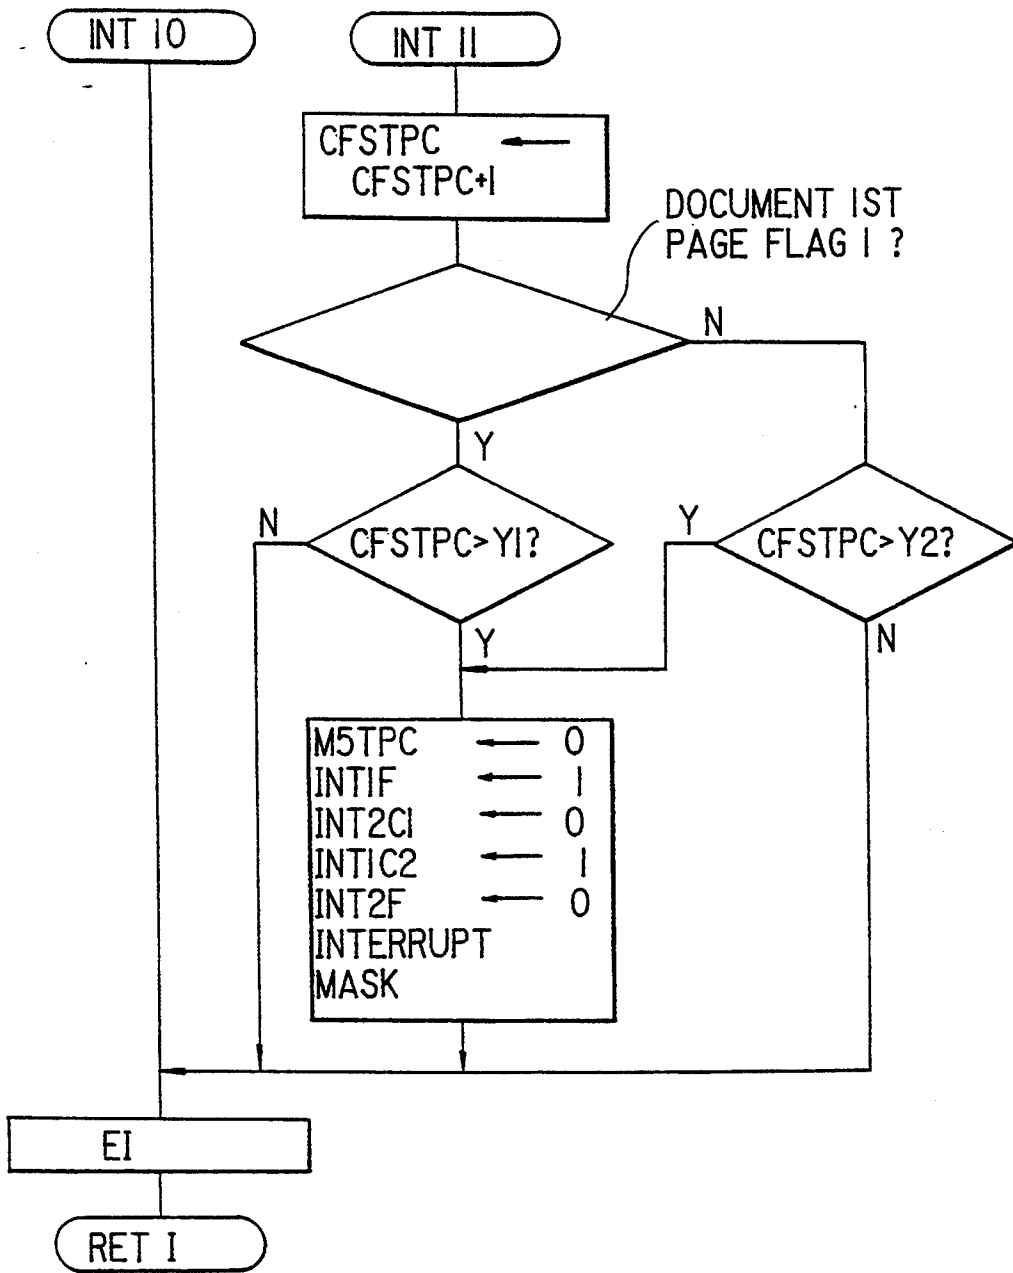 INT 10
INT 11
CFSTPC ←
CFSTPC+1
DOCUMENT 1ST
PAGE FLAG 1 ?
N
Y
N
CFSTPC>Y1?
Y
CFSTPC>Y2?
Y
N
M5TPC ← 0
INT1F ← 1
INT2C1 ← 0
INT1C2 ← 1
INT2F ← 0
INTERRUPT
MASK
EI
RET I